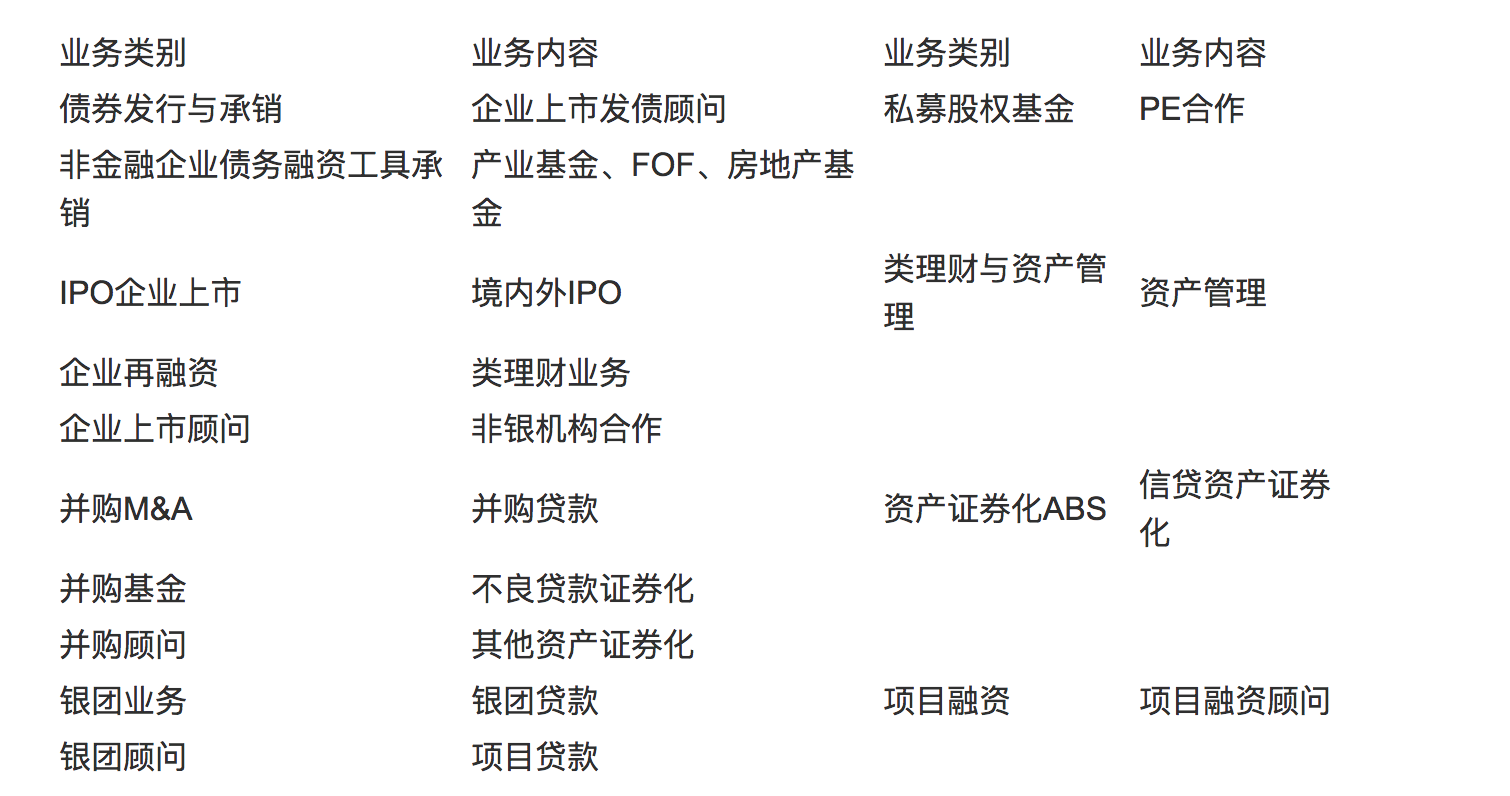 业务类别 业务内容 业务类别 业务内容
债券发行与承销 企业上市发债顾问 私募股权基金 PE合作
非金融企业债务融资工具承销 产业基金、FOF、房地产基金
IPO企业上市 境内外IPO 类理财与资产管理 资产管理
企业再融资 类理财业务
企业上市顾问 非银机构合作
并购M&A 并购贷款 资产证券化ABS 信贷资产证券化
并购基金 不良贷款证券化
并购顾问 其他资产证券化
银团业务 银团贷款 项目融资 项目融资顾问
银团顾问 项目贷款